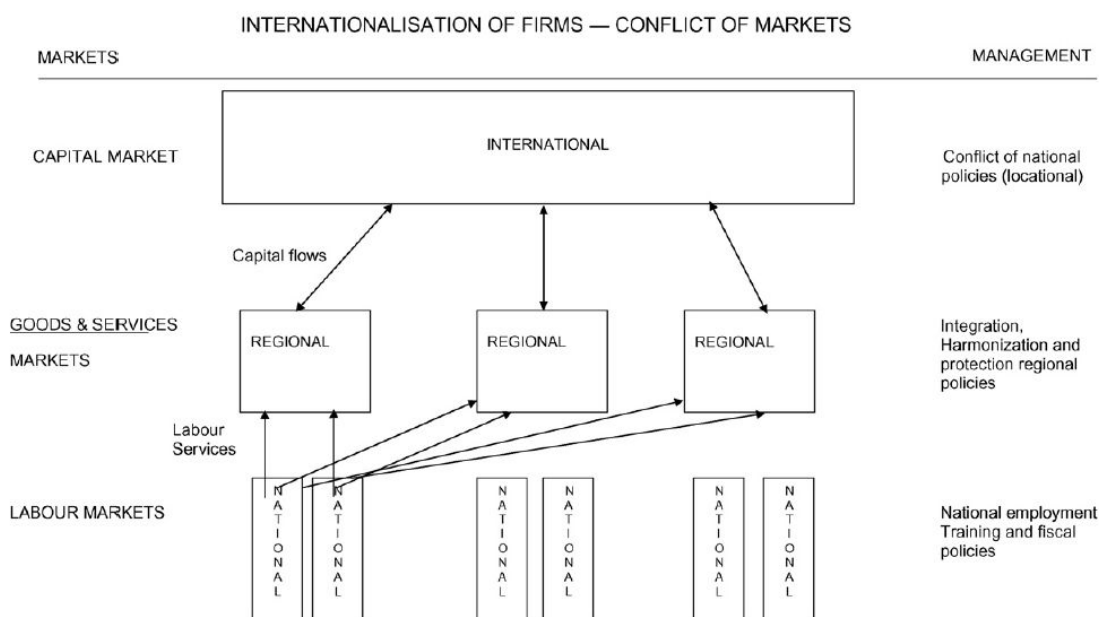 INTERNATIONALISATION OF FIRMS — CONFLICT OF MARKETS
MARKETS
MANAGEMENT
CAPITAL MARKET
INTERNATIONAL
Conflict of national
policies (locational)
Capital flows
GOODS & SERVICES
MARKETS
REGIONAL
REGIONAL
REGIONAL
Integration,
Harmonization and
protection regional
policies
Labour
Services
LABOUR MARKETS
NATIONAL
NATIONAL
NATIONAL
NATIONAL
NATIONAL
NATIONAL
National employment
Training and fiscal
policies